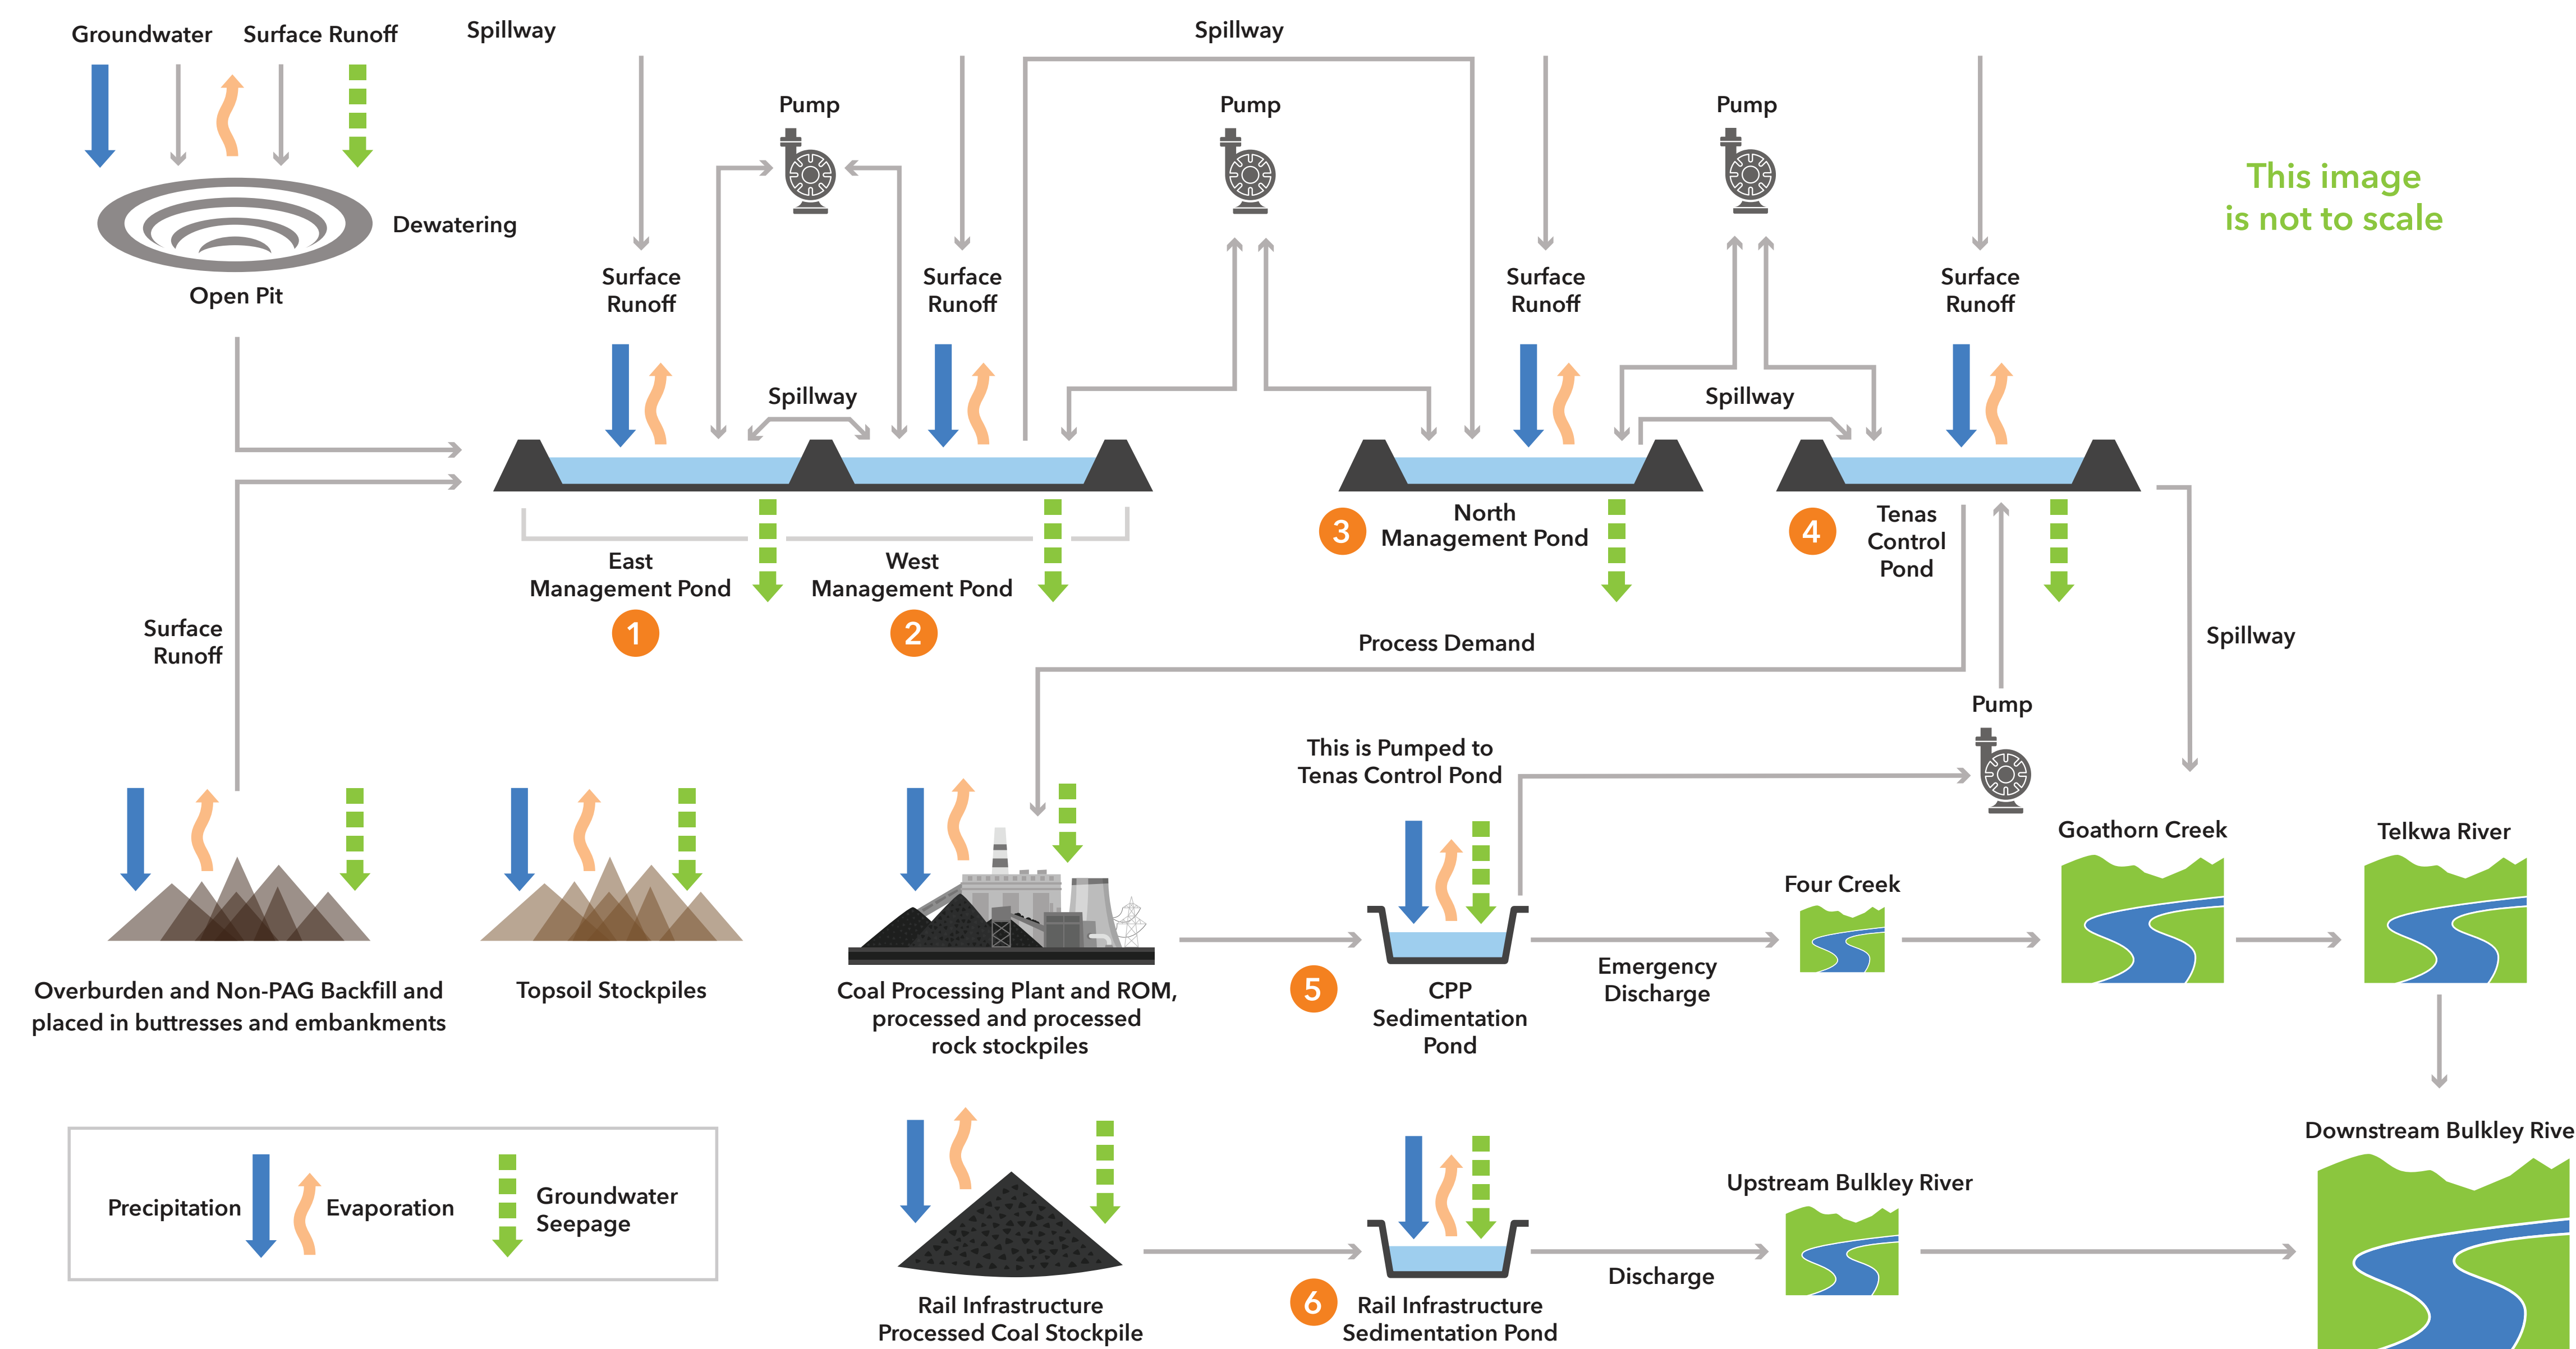 Groundwater
Surface Runoff
Spillway
Spillway
Pump
Pump
Pump
This image
is not to scale
Dewatering
Open Pit
Surface
Runoff
Surface
Runoff
Surface
Runoff
Surface
Runoff
Spillway
Spillway
East
Management Pond
1
West
Management Pond
2
3
North
Management Pond
4
Tenas
Control
Pond
Surface
Runoff
Process Demand
Spillway
Pump
This is Pumped to
Tenas Control Pond
Goathorn Creek
Telkwa River
Four Creek
Overburden and Non-PAG Backfill and
placed in buttresses and embankments
Topsoil Stockpiles
Coal Processing Plant and ROM,
processed and processed
rock stockpiles
5
CPP
Sedimentation
Pond
Emergency
Discharge
Downstream Bulkley Rive
Precipitation
Evaporation
Groundwater
Seepage
Rail Infrastructure
Processed Coal Stockpile
6
Rail Infrastructure
Sedimentation Pond
Discharge
Upstream Bulkley River